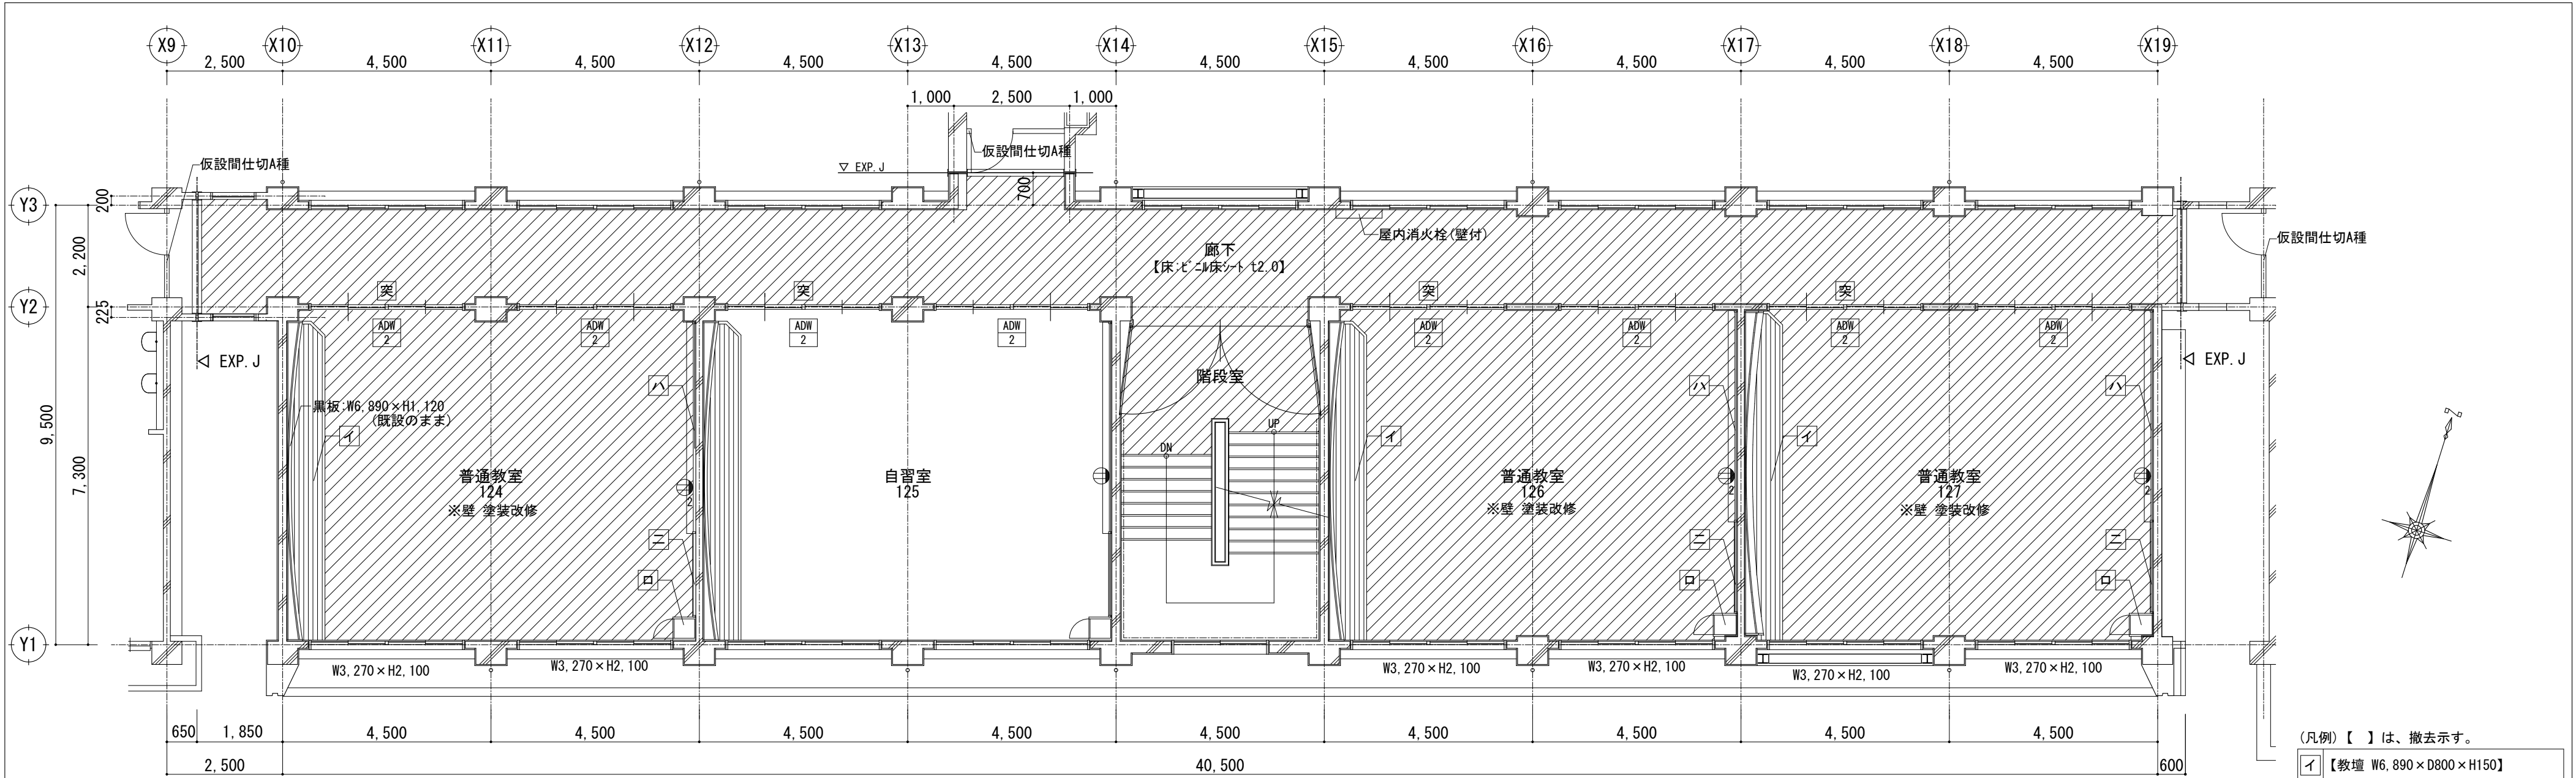 X9 X10 X11 X12 X13 X14 X15 X16 X17 X18 X19
2,500 4,500 4,500 4,500 4,500 4,500 4,500 4,500 4,500 4,500
1,000 2,500 1,000
仮設間仕切A種
仮設間仕切A種
▽ EXP.J
700
Y3
200
屋内消火栓(壁付)
廊下
【床:ビニル床シート t2.0】
仮設間仕切A種
2,200
突 突 突 突
Y2
225
ADW
2
ADW
2
ADW
2
ADW
2
ADW
2
ADW
2
ADW
2
ADW
2
◁ EXP.J
◁ EXP.J
階段室
ハ ハ ハ
黒板:W6,890×H1,120
(既設のまま)
9,500
イ イ イ
UP
DN
7,300
普通教室
124
※壁 塗装改修
2
自習室
125
普通教室
126
※壁 塗装改修
2
普通教室
127
※壁 塗装改修
2
ニ ニ ニ
ロ ロ ロ
Y1
W3,270×H2,100 W3,270×H2,100 W3,270×H2,100 W3,270×H2,100 W3,270×H2,100 W3,270×H2,100
650 1,850 4,500 4,500 4,500 4,500 4,500 4,500 4,500 4,500 4,500
2,500 40,500 600
(凡例)【 】は、撤去示す。
イ 【教壇 W6,890×D800×H150】